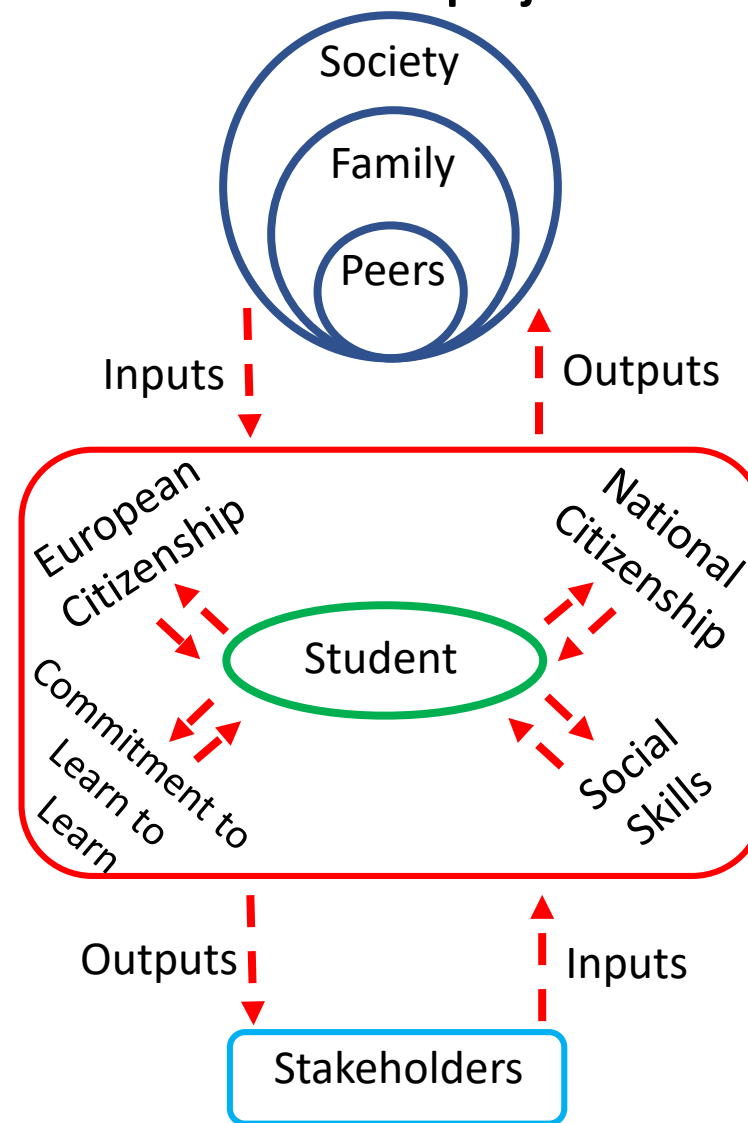 Society
Family
Peers
Inputs
Outputs
European
Citizenship
National
Citizenship
Student
Commitment to
Learn to
Learn
Social
Skills
Outputs
Inputs
Stakeholders